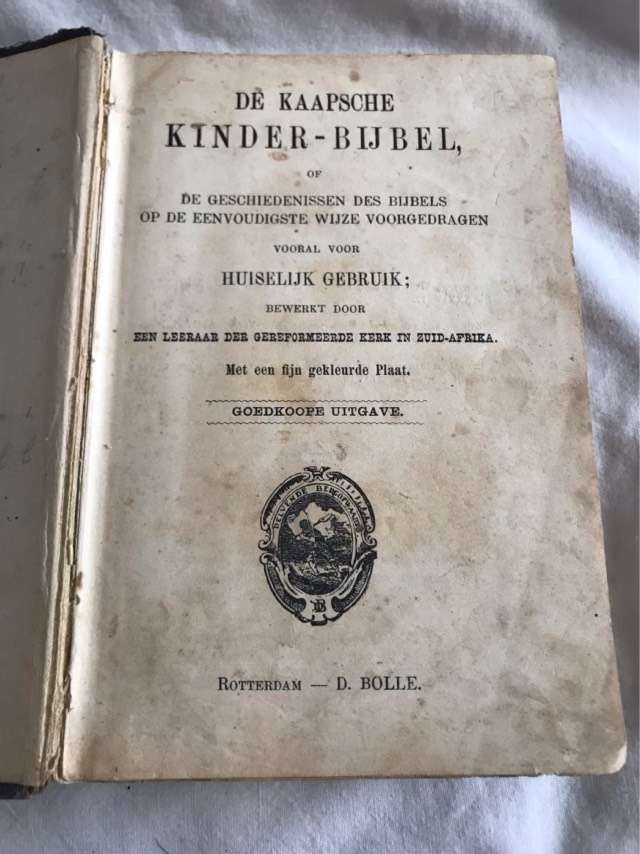 DE KAAPSCHE
KINDER-BIJBEL,
OF
DE GESCHIEDENISSEN DES BIJBELS
OP DE EENVOUDIGSTE WIJZE VOORGEDRAGEN
VOORAL VOOR
HUISELIJK GEBRUIK;
BEWERKT DOOR
EEN LEERAAR DER GEREFORMEERDE KERK IN ZUID-AFRIKA.
Met een fijn gekleurde Plaat.
GOEDKOOPE UITGAVE.
ROTTERDAM — D. BOLLE.